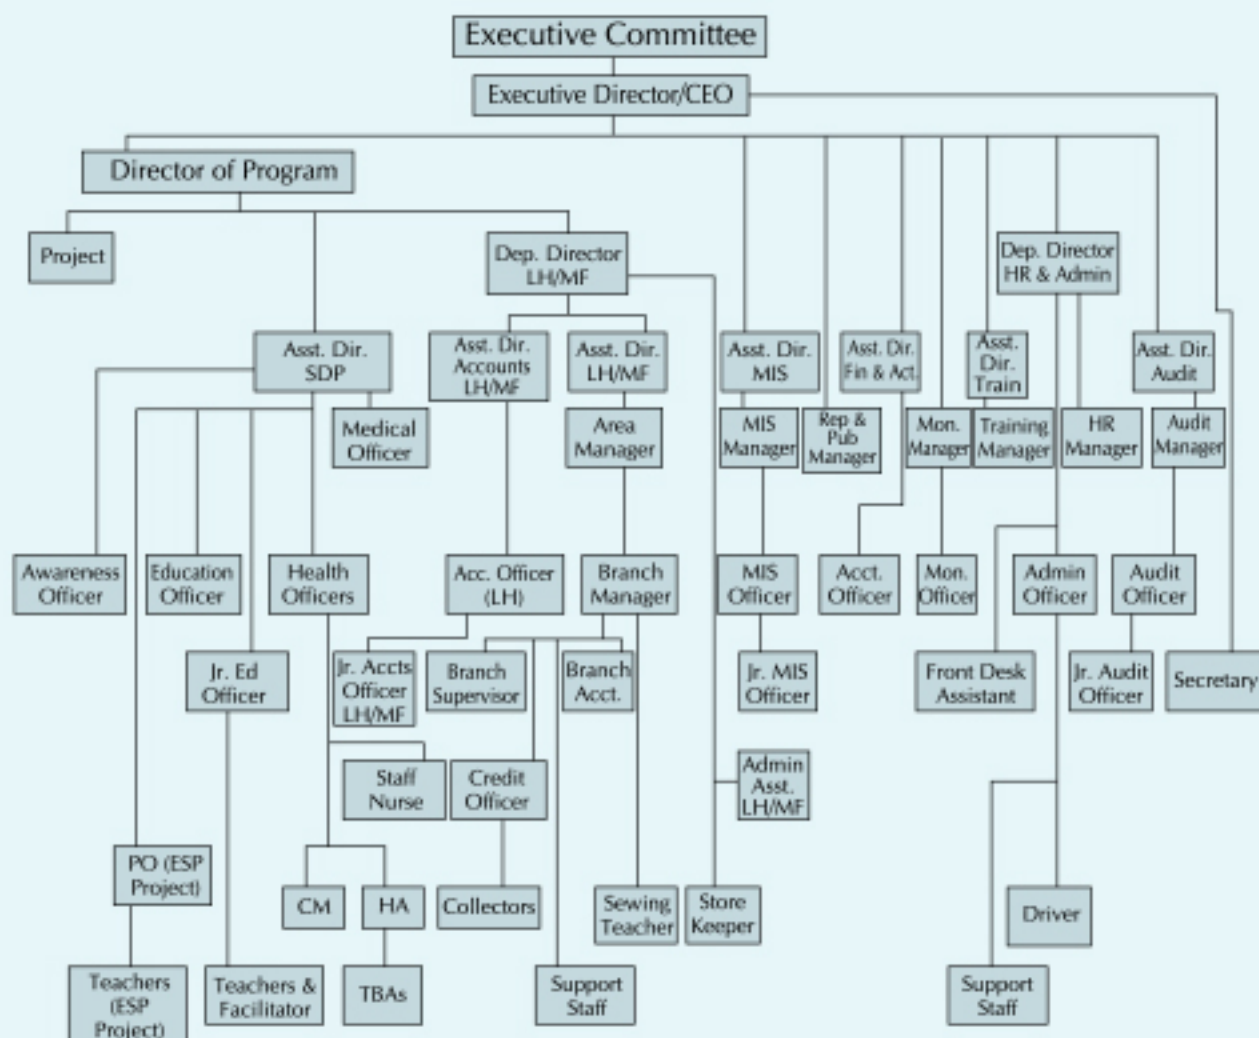 Executive Committee
Executive Director/CEO
Director of Program
Project
Dep. Director
LH/MF
Dep. Director
HR & Admin
Asst. Dir.
SDP
Asst. Dir.
Accounts
LH/MF
Asst. Dir.
LH/MF
Asst. Dir.
MIS
Asst. Dir.
Fin & Act.
Asst.
Dir.
Train
Asst. Dir.
Audit
Medical
Officer
Area
Manager
MIS
Manager
Rep &
Pub
Manager
Mon.
Manager
Training
Manager
HR
Manager
Audit
Manager
Awareness
Officer
Education
Officer
Health
Officers
Acc. Officer
(LH)
Branch
Manager
MIS
Officer
Acct.
Officer
Mon.
Officer
Admin
Officer
Audit
Officer
Jr. Ed
Officer
Jr. Accts
Officer
LH/MF
Branch
Supervisor
Branch
Acct.
Jr. MIS
Officer
Front Desk
Assistant
Jr. Audit
Officer
Secretary
Staff
Nurse
Credit
Officer
Admin
Asst.
LH/MF
PO (ESP
Project)
CM
HA
Collectors
Sewing
Teacher
Store
Keeper
Driver
Teachers
(ESP
Project)
Teachers &
Facilitator
TBAs
Support
Staff
Support
Staff